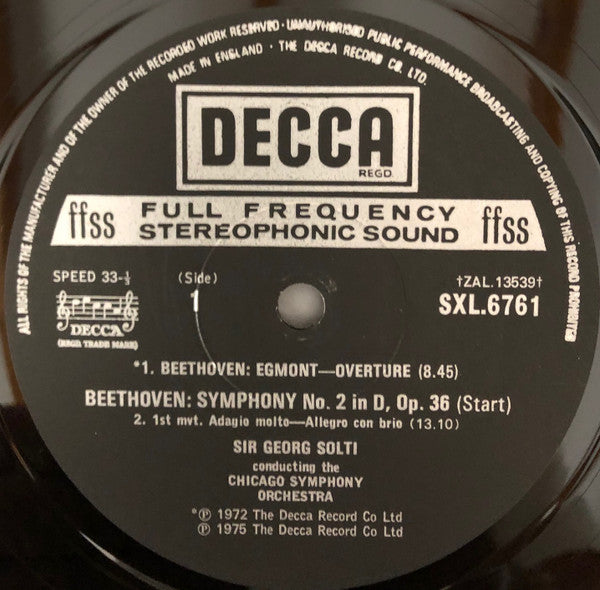 ALL RIGHTS OF THE MANUFACTURER AND OF THE OWNER OF THE RECORDED WORK RESERVED · UNAUTHORISED PUBLIC PERFORMANCE BROADCASTING AND COPYING OF THIS RECORD PROHIBITED
MADE IN ENGLAND · THE DECCA RECORD CO. LTD.
DECCA
REGD.
ffss FULL FREQUENCY ffss
STEREOPHONIC SOUND
SPEED 33-⅓ (Side) †ZAL.13539†
1 SXL.6761
DECCA
(REGD. TRADE MARK)
*1. BEETHOVEN: EGMONT—OVERTURE (8.45)
BEETHOVEN: SYMPHONY No. 2 in D, Op. 36 (Start)
2. 1st mvt. Adagio molto—Allegro con brio (13.10)
SIR GEORG SOLTI
conducting the
CHICAGO SYMPHONY
ORCHESTRA
*℗ 1972 The Decca Record Co Ltd
℗ 1975 The Decca Record Co Ltd